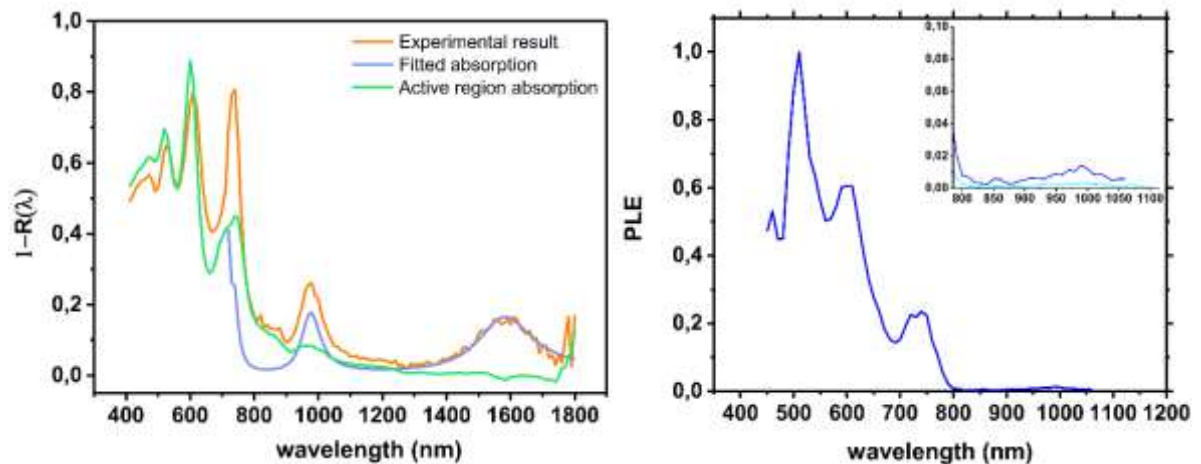 1,0
0,8
0,6
0,4
0,2
0,0
1−R(λ)
Experimental result
Fitted absorption
Active region absorption
400 600 800 1000 1200 1400 1600 1800
wavelength (nm)
1,0
0,8
0,6
0,4
0,2
0,0
PLE
0,10
0,08
0,06
0,04
0,02
0,00
800 850 900 950 1000 1050 1100
400 500 600 700 800 900 1000 1100 1200
wavelength (nm)